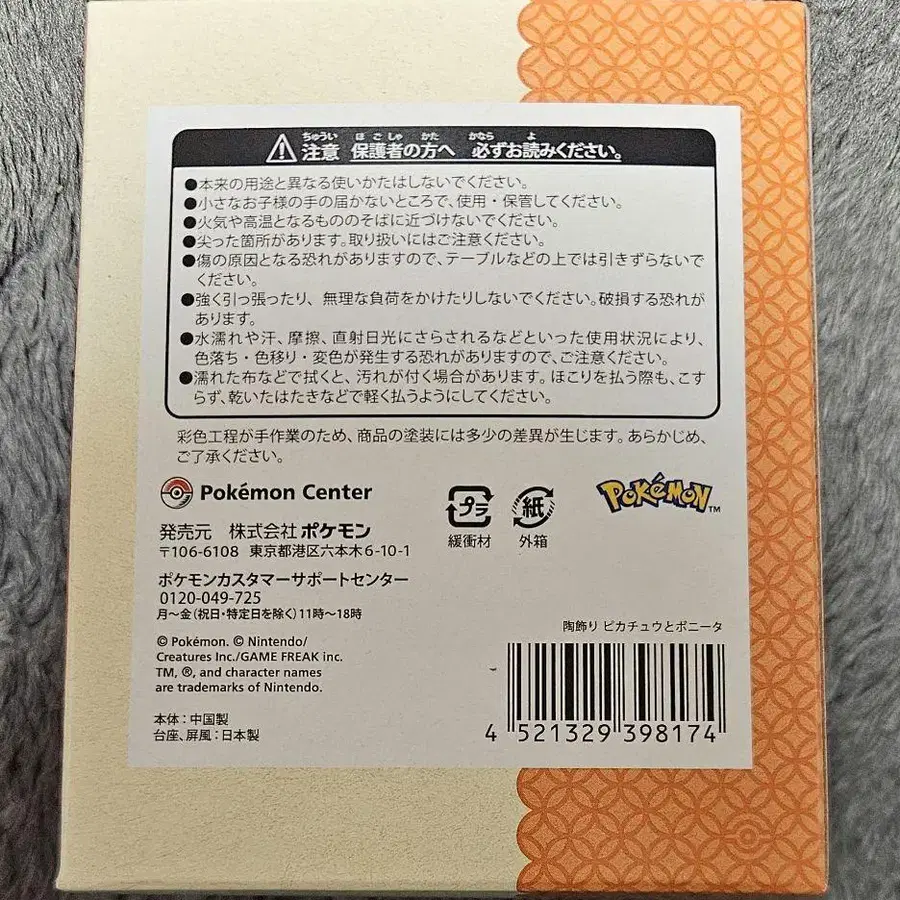 ちゅうい ほごしゃ かた かなら よ
注意 保護者の方へ 必ずお読みください。
●本来の用途と異なる使いかたはしないでください。
●小さなお子様の手の届かないところで、使用・保管してください。
●火気や高温となるもののそばに近づけないでください。
●尖った箇所があります。取り扱いにはご注意ください。
●傷の原因となる恐れがありますので、テーブルなどの上では引きずらないで
ください。
●強く引っ張ったり、無理な負荷をかけたりしないでください。破損する恐れが
あります。
●水濡れや汗、摩擦、直射日光にさらされるなどといった使用状況により、
色落ち・色移り・変色が発生する恐れがありますので、ご注意ください。
●濡れた布などで拭くと、汚れが付く場合があります。ほこりを払う際も、こす
らず、乾いたはたきなどで軽く払うようにしてください。
彩色工程が手作業のため、商品の塗装には多少の差異が生じます。あらかじめ、
ご了承ください。
Pokémon Center
発売元 株式会社ポケモン
〒106-6108 東京都港区六本木6-10-1
ポケモンカスタマーサポートセンター
0120-049-725
月〜金(祝日・特定日を除く)11時〜18時
© Pokémon. © Nintendo/
Creatures Inc./GAME FREAK inc.
TM, ®, and character names
are trademarks of Nintendo.
本体:中国製
台座、屏風:日本製
プラ
緩衝材
紙
外箱
POKéMON™
陶飾り ピカチュウとポニータ
4 521329 398174